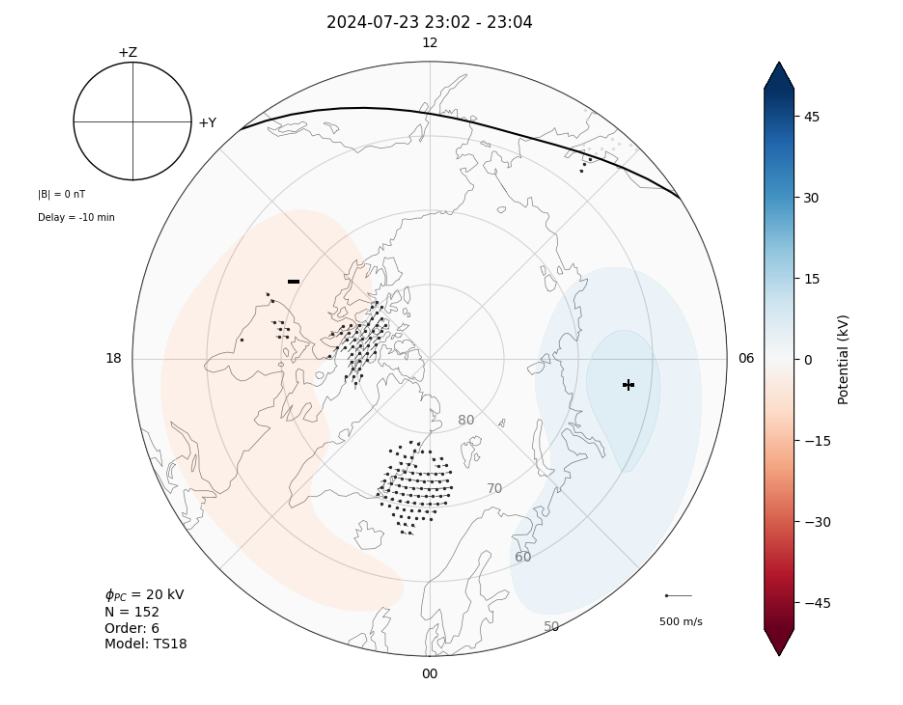 2024-07-23 23:02 - 23:04
12
+Z
+Y
|B| = 0 nT
Delay = -10 min
18
06
80
70
60
50
00
ϕPC = 20 kV
N = 152
Order: 6
Model: TS18
500 m/s
45
30
15
0
−15
−30
−45
Potential (kV)